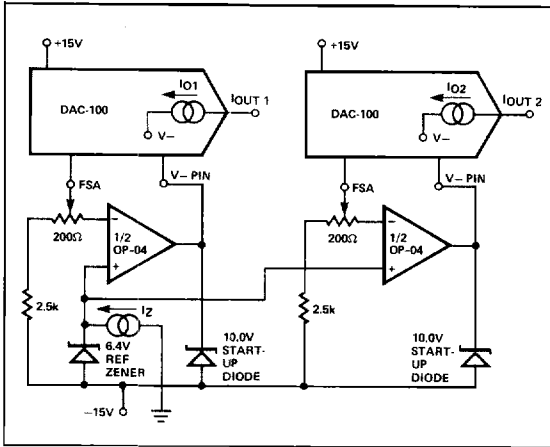 +15V
+15V
IO1
IOUT 1
DAC-100
V−
IO2
IOUT 2
DAC-100
V−
FSA
V− PIN
FSA
V− PIN
200Ω
−
1/2
OP-04
+
200Ω
−
1/2
OP-04
+
2.5k
IZ
6.4V
REF
ZENER
10.0V
START-
UP
DIODE
2.5k
10.0V
START-
UP
DIODE
−15V